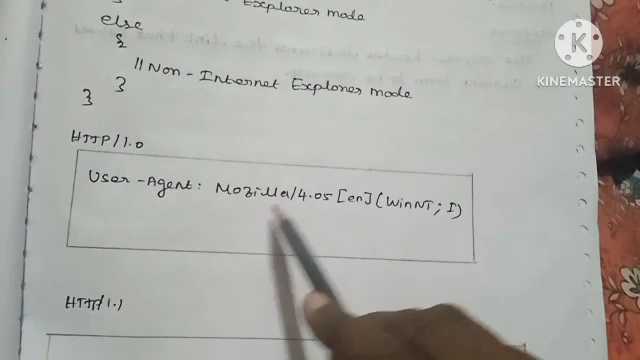 Explorer mode
else
{
// Non-Internet Explorer mode
}
}
HTTP/1.0
User-Agent: Mozilla/4.05 [en] (WinNT; I)
HTTP/1.1
K
KINEMASTER